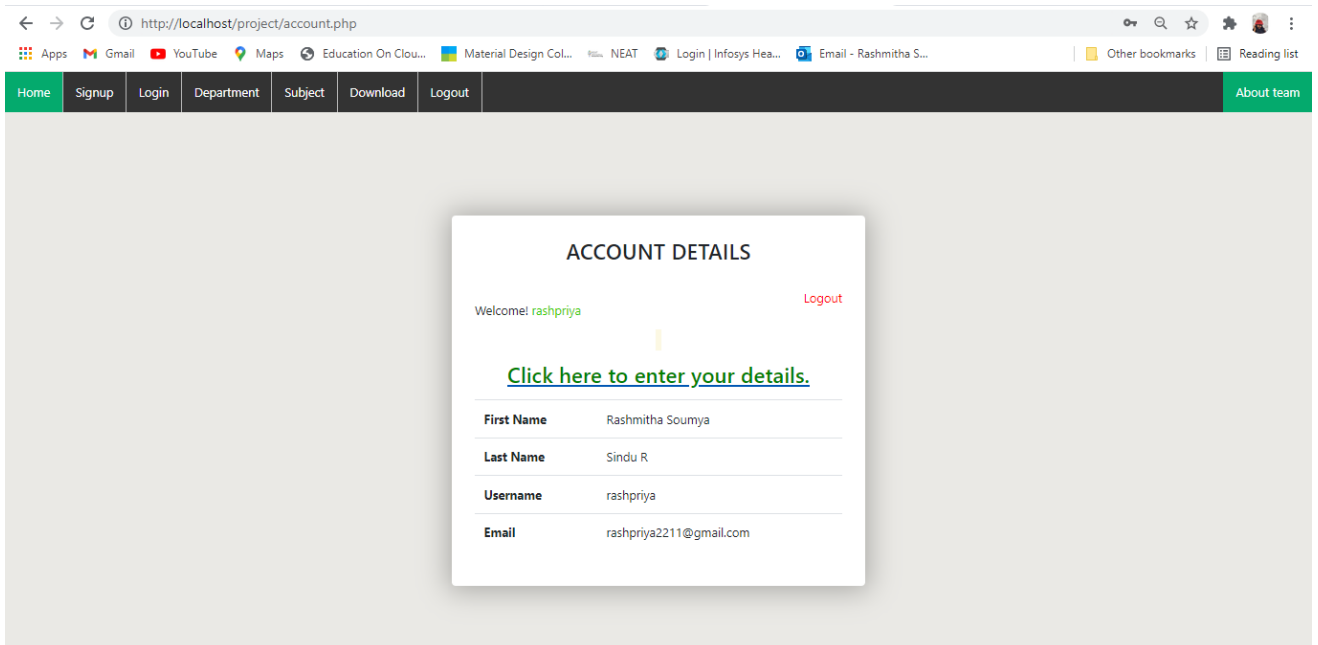 http://localhost/project/account.php
Apps Gmail YouTube Maps Education On Clou... Material Design Col... NEAT Login | Infosys Hea... Email - Rashmitha S... Other bookmarks Reading list
Home Signup Login Department Subject Download Logout About team
ACCOUNT DETAILS
Logout
Welcome! rashpriya
Click here to enter your details.
First Name Rashmitha Soumya
Last Name Sindu R
Username rashpriya
Email rashpriya2211@gmail.com